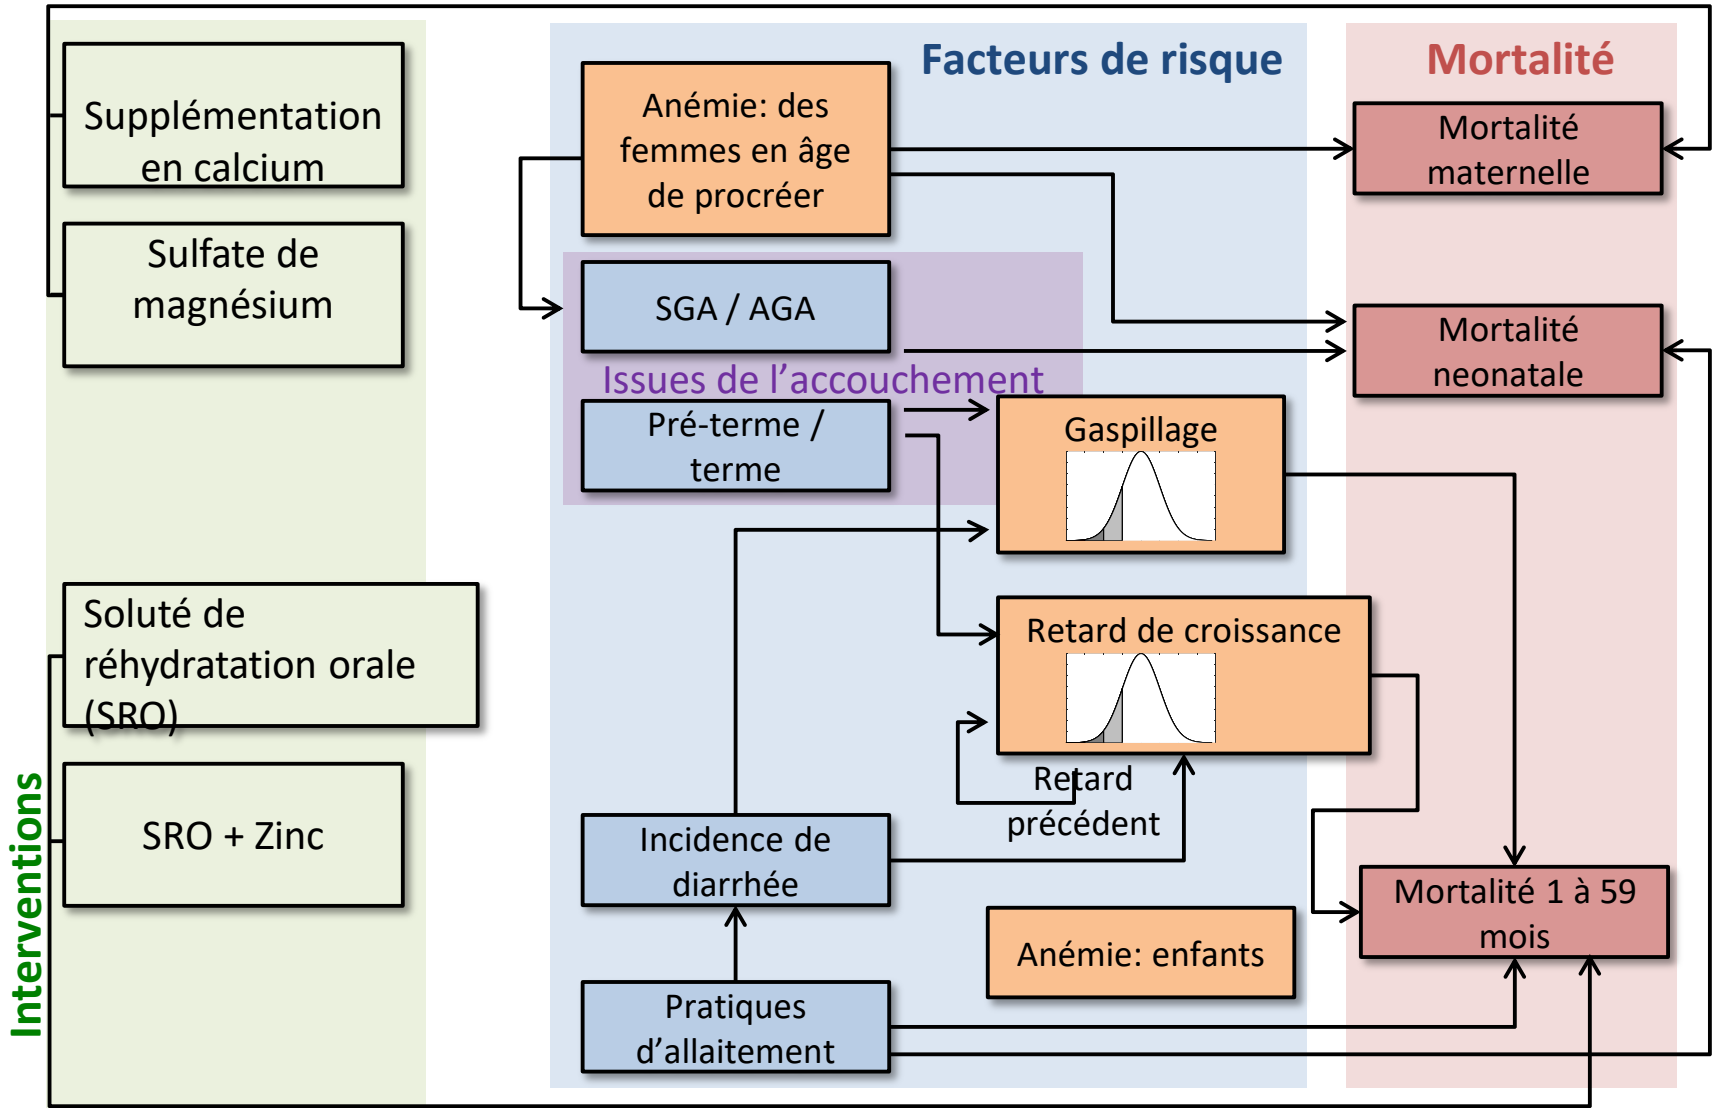 Interventions
Supplémentation
en calcium
Sulfate de
magnésium
Soluté de
réhydratation orale
(SRO)
SRO + Zinc
Facteurs de risque
Anémie: des
femmes en âge
de procréer
SGA / AGA
Issues de l’accouchement
Pré-terme /
terme
Gaspillage
Retard de croissance
Retard
précédent
Incidence de
diarrhée
Anémie: enfants
Pratiques
d’allaitement
Mortalité
Mortalité
maternelle
Mortalité
neonatale
Mortalité 1 à 59
mois